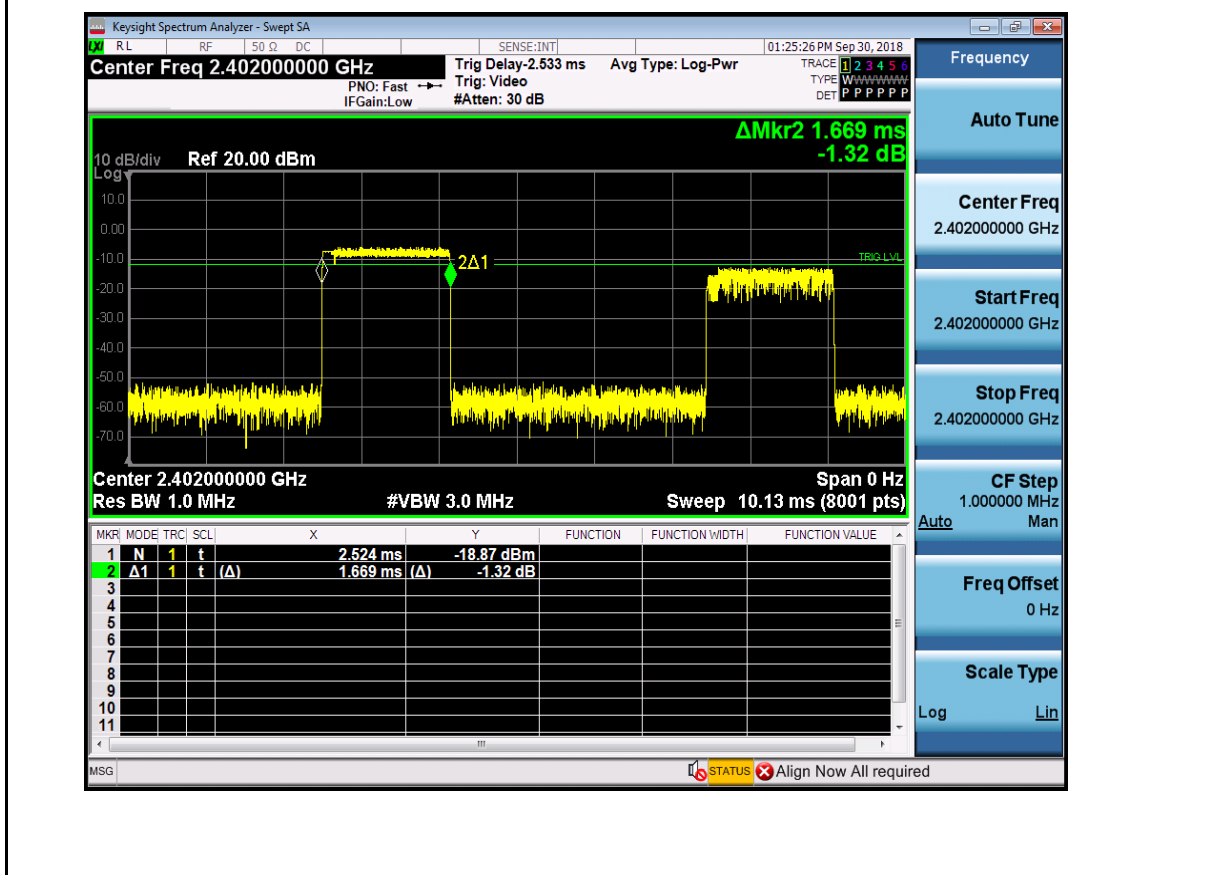 Keysight Spectrum Analyzer - Swept SA
LXI RL RF 50 Ω DC SENSE:INT 01:25:26 PM Sep 30, 2018
Center Freq 2.402000000 GHz
PNO: Fast
IFGain:Low
Trig Delay-2.533 ms
Trig: Video
#Atten: 30 dB
Avg Type: Log-Pwr
TRACE 1 2 3 4 5 6
TYPE WWWWWW
DET P P P P P P
ΔMkr2 1.669 ms
-1.32 dB
10 dB/div Ref 20.00 dBm
Log
10.0
0.00
-10.0
-20.0
-30.0
-40.0
-50.0
-60.0
-70.0
2Δ1
TRIG LVL
Center 2.402000000 GHz Span 0 Hz
Res BW 1.0 MHz #VBW 3.0 MHz Sweep 10.13 ms (8001 pts)
MKR MODE TRC SCL X Y FUNCTION FUNCTION WIDTH FUNCTION VALUE
1 N 1 t 2.524 ms -18.87 dBm
2 Δ1 1 t (Δ) 1.669 ms (Δ) -1.32 dB
3
4
5
6
7
8
9
10
11
MSG STATUS Align Now All required
Frequency
Auto Tune
Center Freq
2.402000000 GHz
Start Freq
2.402000000 GHz
Stop Freq
2.402000000 GHz
CF Step
1.000000 MHz
Auto Man
Freq Offset
0 Hz
Scale Type
Log Lin